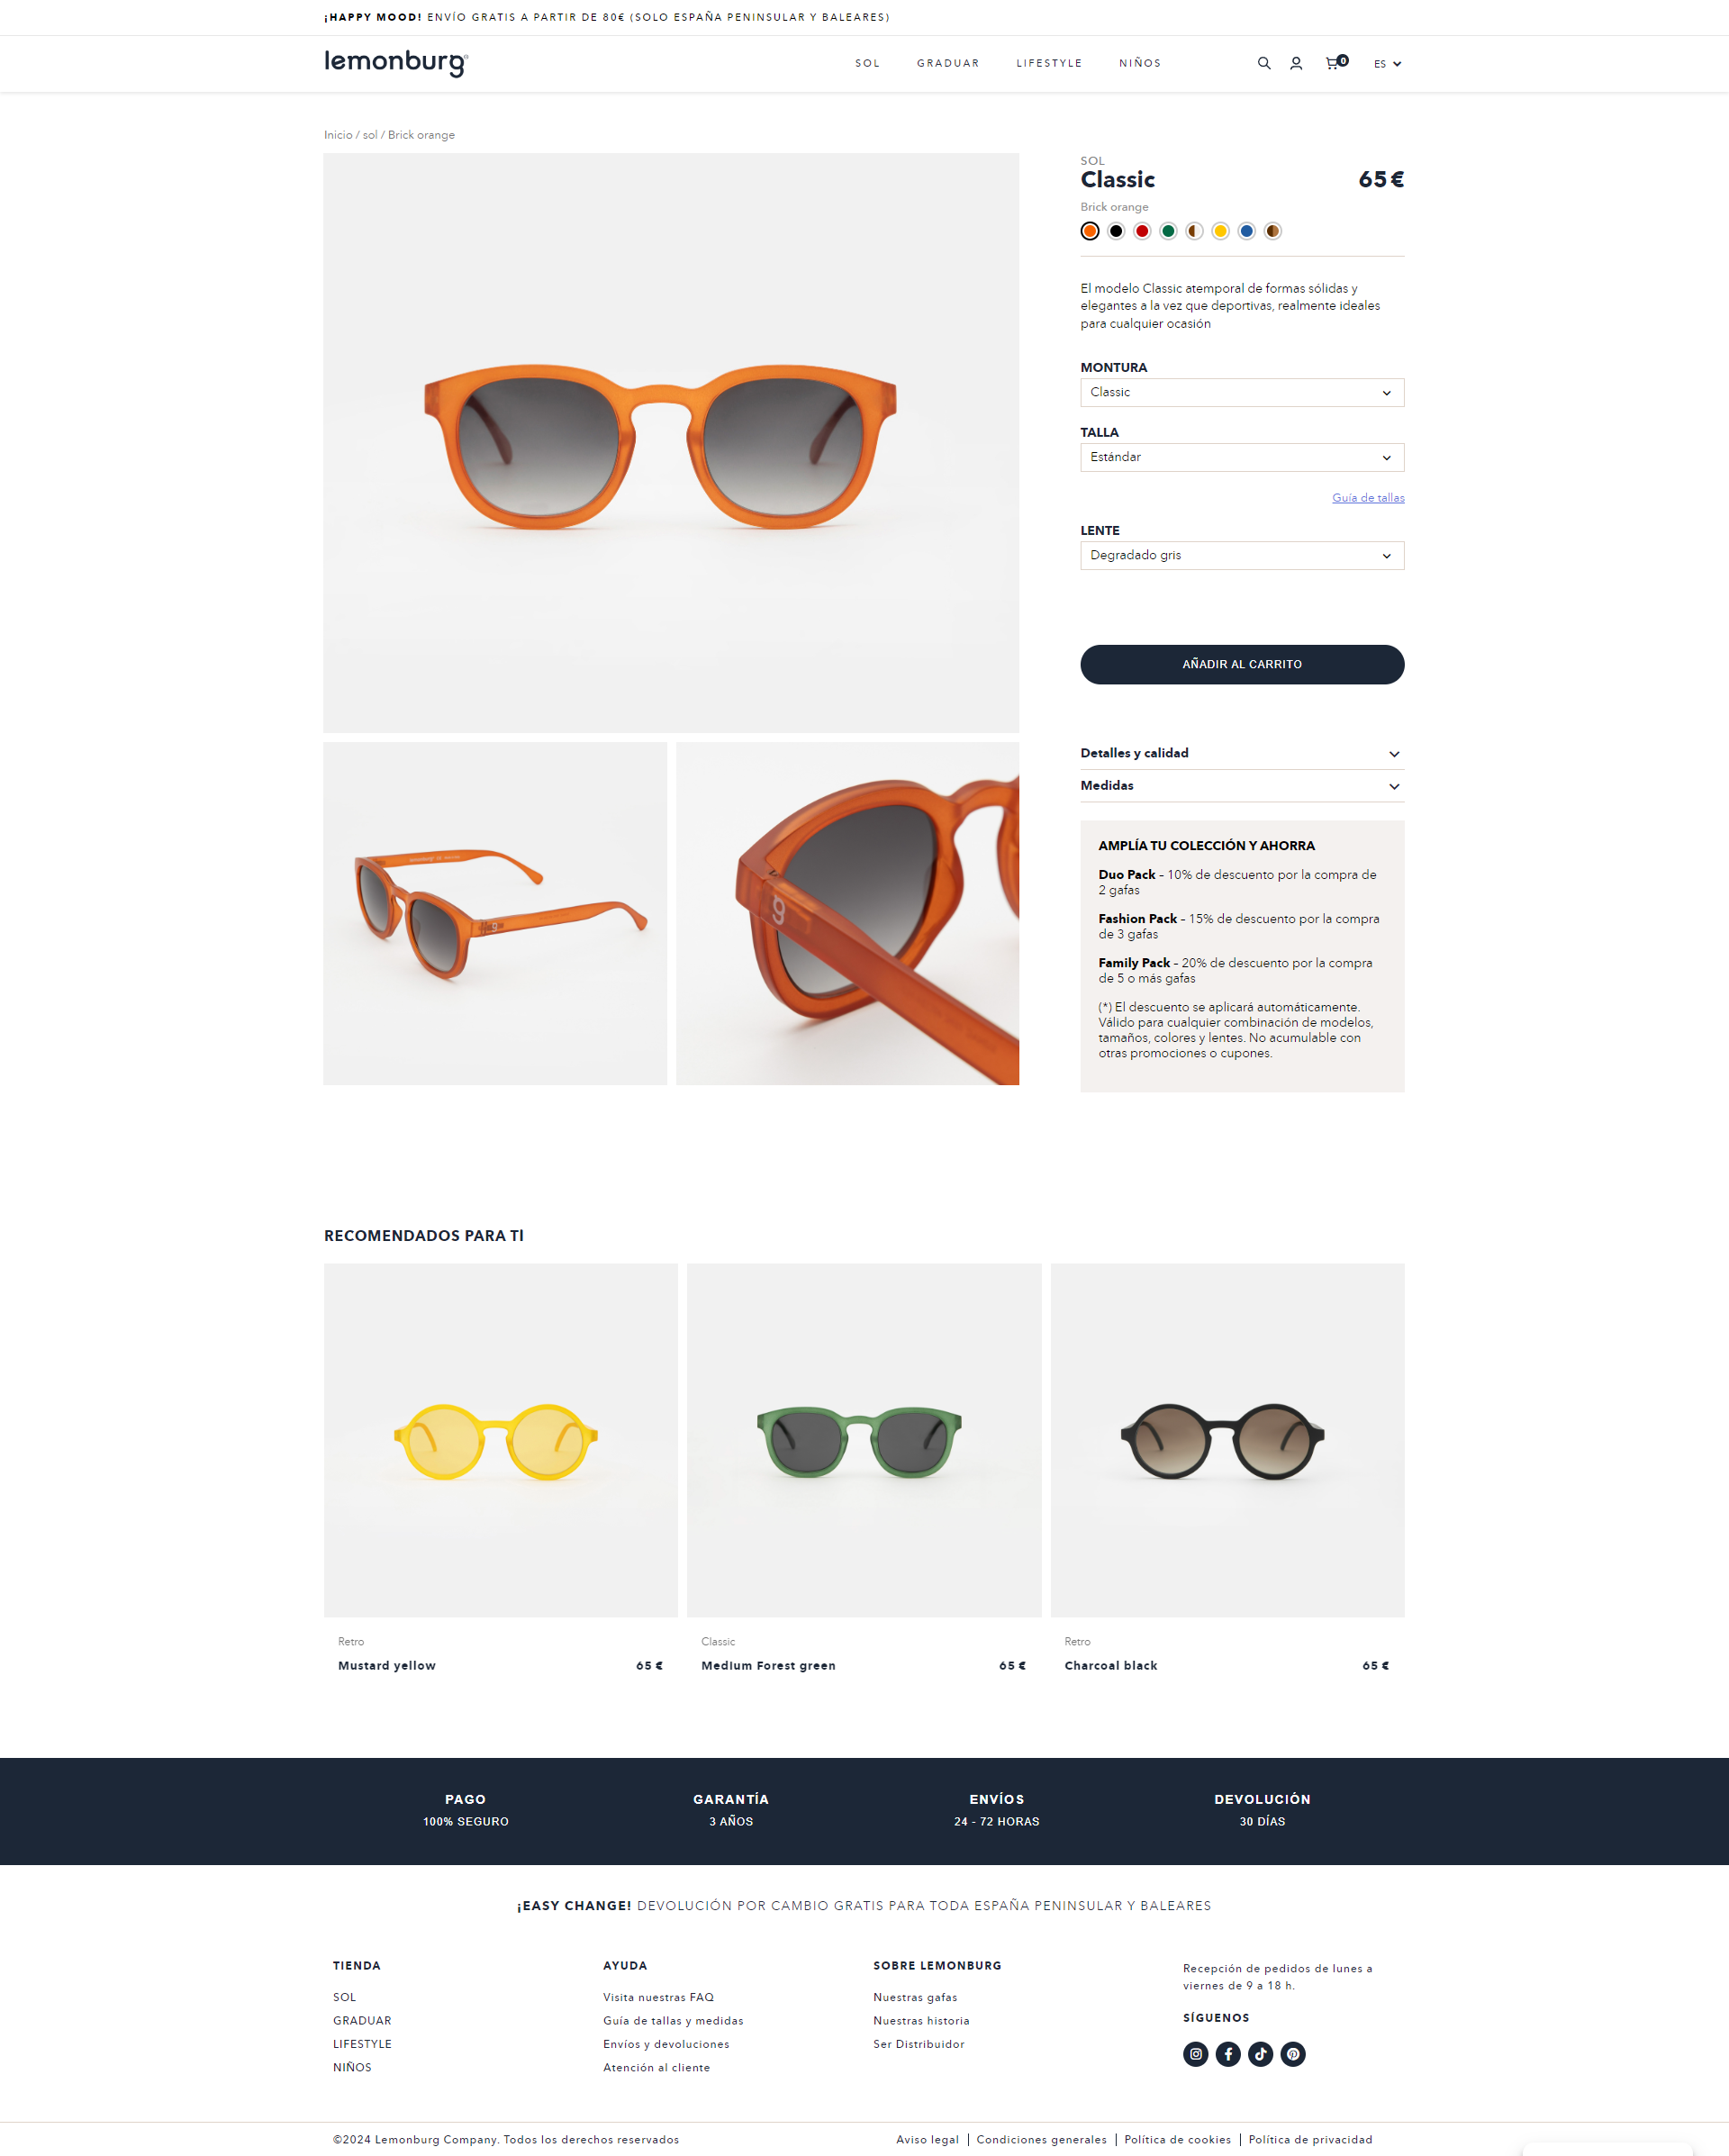 ¡HAPPY MOOD! ENVÍO GRATIS A PARTIR DE 80€ (SOLO ESPAÑA PENINSULAR Y BALEARES)
lemonburg
SOL GRADUAR LIFESTYLE NIÑOS
0
ES
Inicio / sol / Brick orange
SOL
Classic 65 €
Brick orange
El modelo Classic atemporal de formas sólidas y
elegantes a la vez que deportivas, realmente ideales
para cualquier ocasión
MONTURA
Classic
TALLA
Estándar
Guía de tallas
LENTE
Degradado gris
AÑADIR AL CARRITO
Detalles y calidad
Medidas
AMPLÍA TU COLECCIÓN Y AHORRA
Duo Pack – 10% de descuento por la compra de
2 gafas
Fashion Pack – 15% de descuento por la compra
de 3 gafas
Family Pack – 20% de descuento por la compra
de 5 o más gafas
(*) El descuento se aplicará automáticamente.
Válido para cualquier combinación de modelos,
tamaños, colores y lentes. No acumulable con
otras promociones o cupones.
RECOMENDADOS PARA TÍ
Retro
Mustard yellow 65 €
Classic
Medium Forest green 65 €
Retro
Charcoal black 65 €
PAGO
100% SEGURO
GARANTÍA
3 AÑOS
ENVÍOS
24 - 72 HORAS
DEVOLUCIÓN
30 DÍAS
¡EASY CHANGE! DEVOLUCIÓN POR CAMBIO GRATIS PARA TODA ESPAÑA PENINSULAR Y BALEARES
TIENDA
SOL
GRADUAR
LIFESTYLE
NIÑOS
AYUDA
Visita nuestras FAQ
Guía de tallas y medidas
Envíos y devoluciones
Atención al cliente
SOBRE LEMONBURG
Nuestras gafas
Nuestras historia
Ser Distribuidor
Recepción de pedidos de lunes a
viernes de 9 a 18 h.
SÍGUENOS
©2024 Lemonburg Company. Todos los derechos reservados
Aviso legal | Condiciones generales | Política de cookies | Política de privacidad